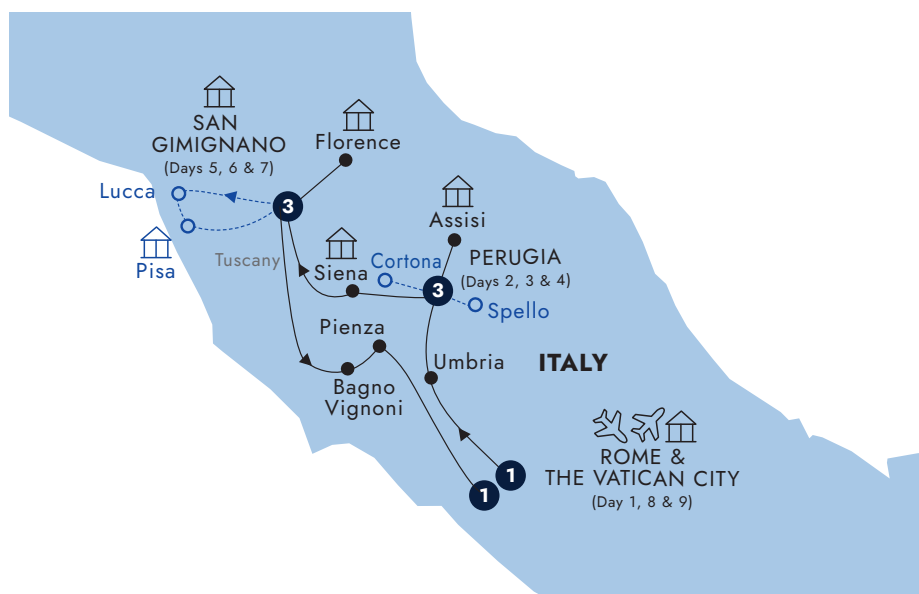 SAN
GIMIGNANO
(Days 5, 6 & 7)
Florence
Lucca
3
Assisi
Pisa
Tuscany
Siena
Cortona
PERUGIA
(Days 2, 3 & 4)
3
Spello
Pienza
Umbria
ITALY
Bagno
Vignoni
ROME &
THE VATICAN CITY
(Day 1, 8 & 9)
1
1